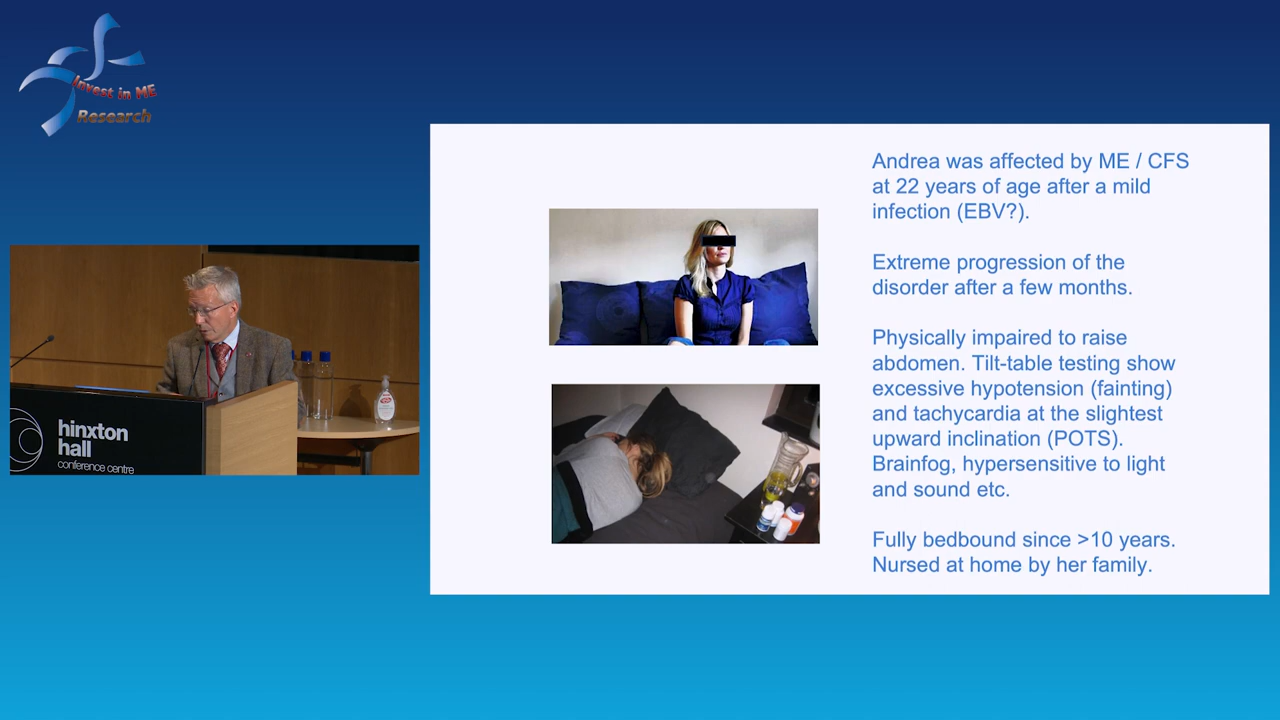 Invest in ME
Research
hinxton
hall
conference centre
Andrea was affected by ME / CFS
at 22 years of age after a mild
infection (EBV?).
Extreme progression of the
disorder after a few months.
Physically impaired to raise
abdomen. Tilt-table testing show
excessive hypotension (fainting)
and tachycardia at the slightest
upward inclination (POTS).
Brainfog, hypersensitive to light
and sound etc.
Fully bedbound since >10 years.
Nursed at home by her family.